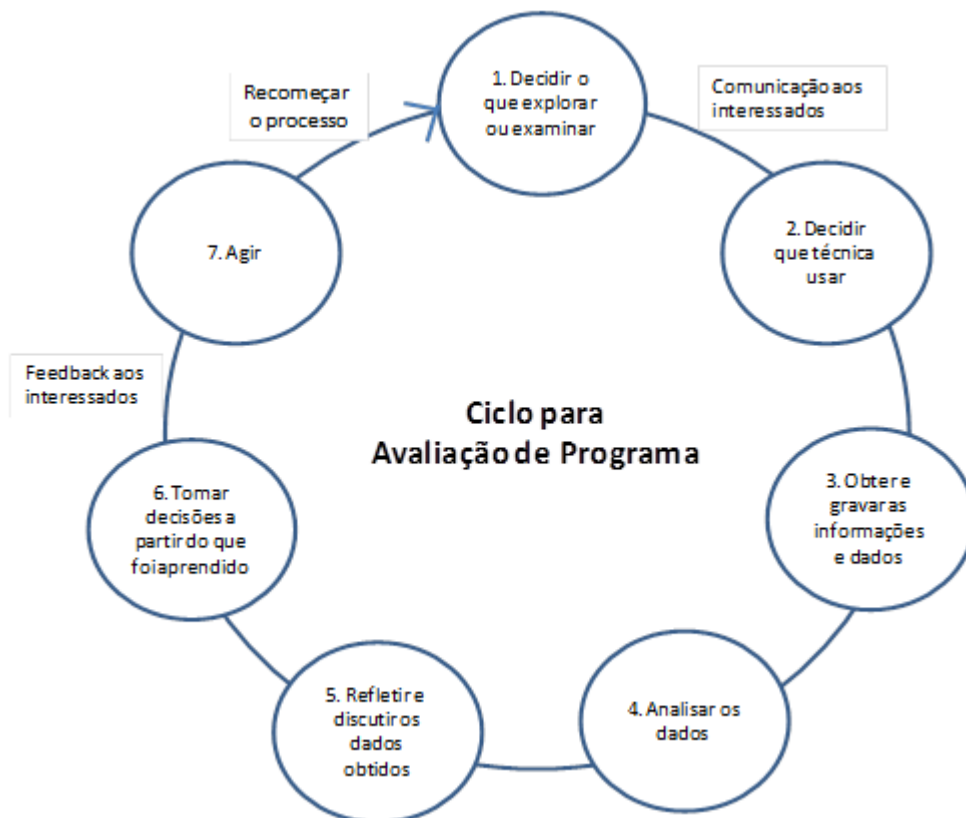 1. Decidir o
que explorar
ou examinar
Comunicação aos
interessados
2. Decidir
que técnica
usar
3. Obter e
gravar as
informações
e dados
4. Analisar os
dados
5. Refletir e
discutir os
dados
obtidos
6. Tomar
decisões a
partir do que
foi aprendido
Feedback aos
interessados
7. Agir
Recomeçar
o processo
Ciclo para
Avaliação de Programa